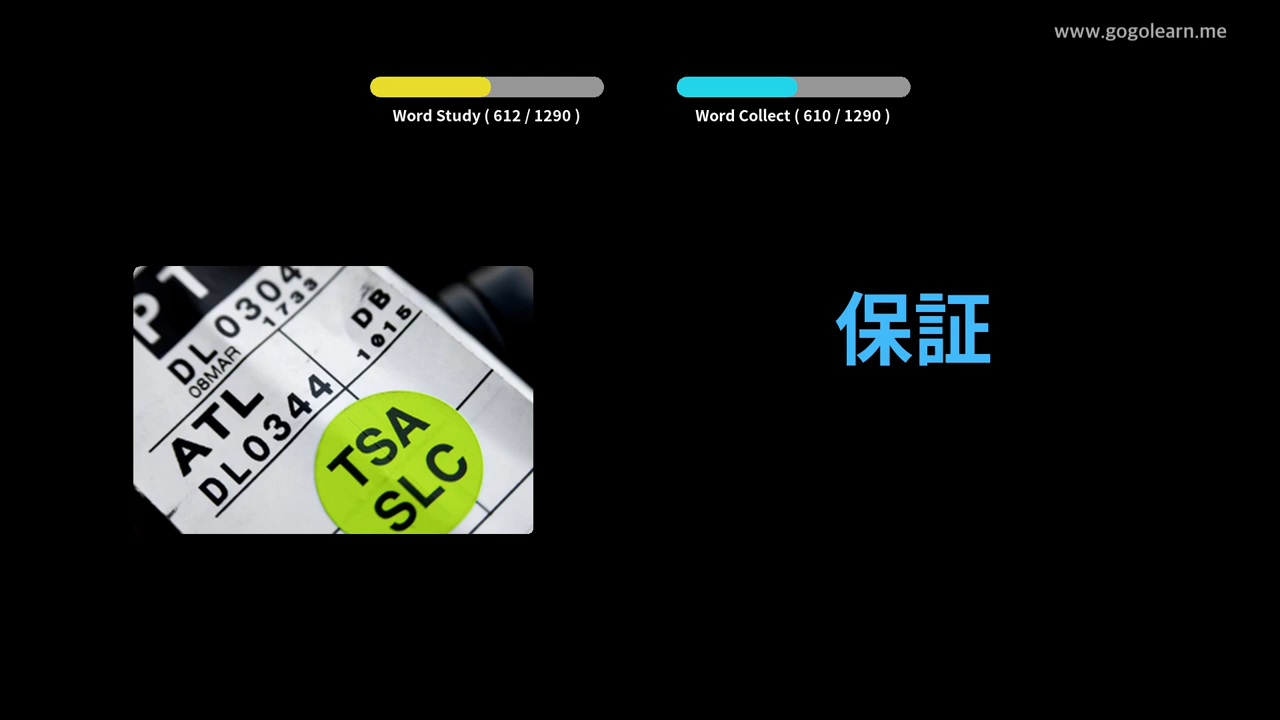 www.gogolearn.me
Word Study ( 612 / 1290 )
Word Collect ( 610 / 1290 )
P1
DL0304
1733
08MAR
DB
1015
ATL
DL0344
TSA
SLC
保証